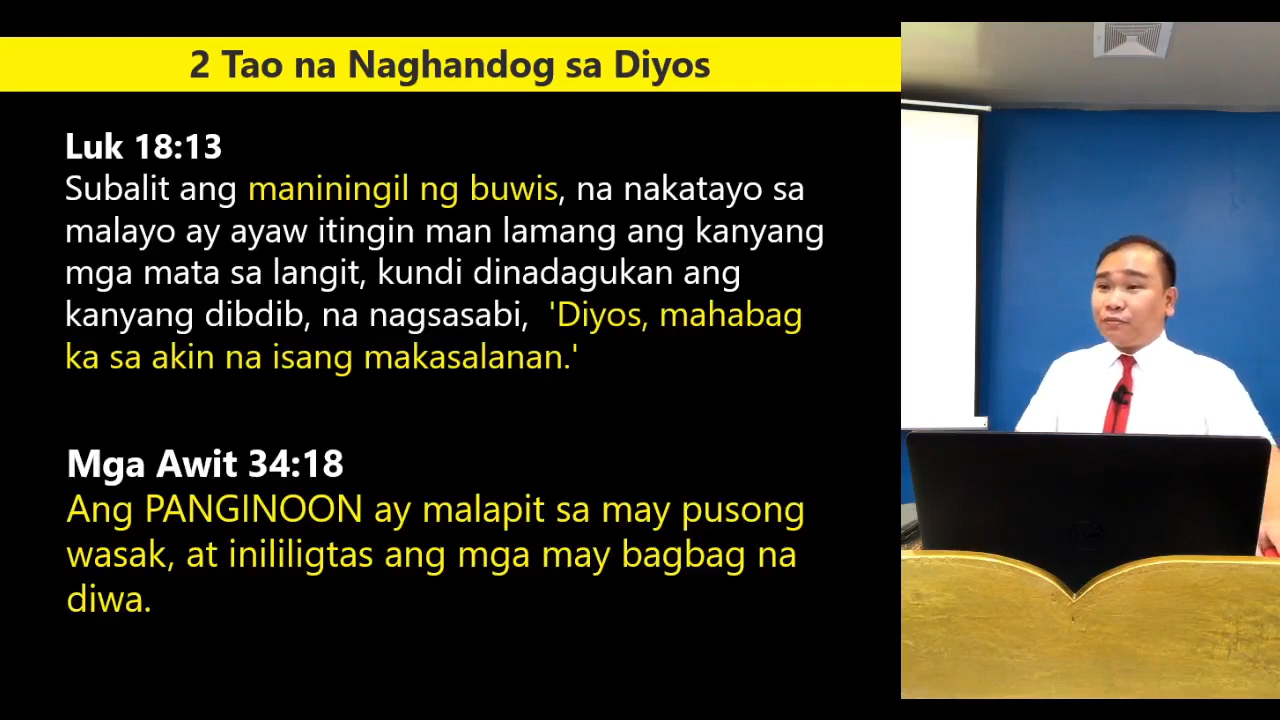 2 Tao na Naghandog sa Diyos
Luk 18:13
Subalit ang maniningil ng buwis, na nakatayo sa
malayo ay ayaw itingin man lamang ang kanyang
mga mata sa langit, kundi dinadagukan ang
kanyang dibdib, na nagsasabi, 'Diyos, mahabag
ka sa akin na isang makasalanan.'
Mga Awit 34:18
Ang PANGINOON ay malapit sa may pusong
wasak, at inililigtas ang mga may bagbag na
diwa.